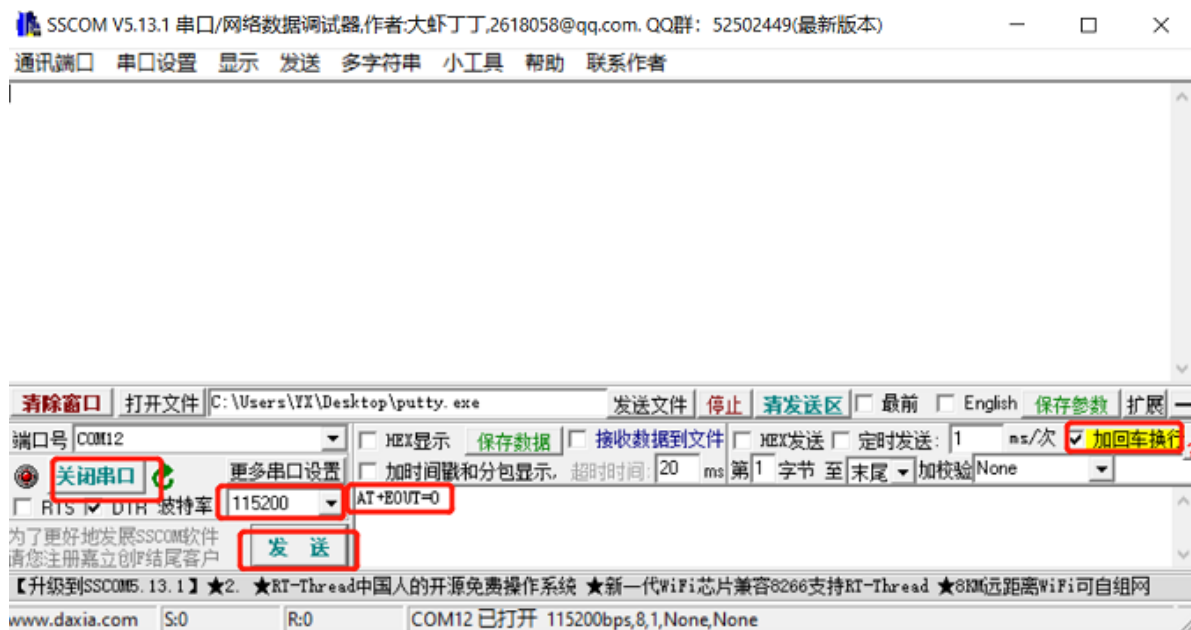 SSCOM V5.13.1 串口/网络数据调试器,作者:大虾丁丁,2618058@qq.com. QQ群: 52502449(最新版本)
通讯端口 串口设置 显示 发送 多字符串 小工具 帮助 联系作者
清除窗口 打开文件 C:\Users\YX\Desktop\putty.exe 发送文件 停止 清发送区 最前 English 保存参数 扩展
端口号 COM12 HEX显示 保存数据 接收数据到文件 HEX发送 定时发送: 1 ms/次 加回车换行
关闭串口 更多串口设置 加时间戳和分包显示, 超时时间: 20 ms 第1 字节 至 末尾 加校验 None
RTS DTR 波特率 115200 AT+EOUT=0
为了更好地发展SSCOM软件
请您注册嘉立创F结尾客户 发 送
【升级到SSCOM5.13.1】★2. ★RT-Thread中国人的开源免费操作系统 ★新一代WiFi芯片兼容8266支持RT-Thread ★8KM远距离WiFi可自组网
www.daxia.com S:0 R:0 COM12 已打开 115200bps,8,1,None,None